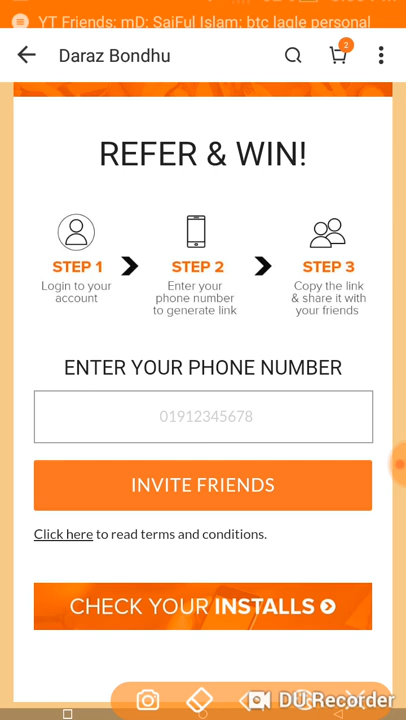 YT Friends: mD: SaiFul Islam: btc lagle personal
Daraz Bondhu
2
REFER & WIN!
STEP 1
Login to your
account
STEP 2
Enter your
phone number
to generate link
STEP 3
Copy the link
& share it with
your friends
ENTER YOUR PHONE NUMBER
01912345678
INVITE FRIENDS
Click here to read terms and conditions.
CHECK YOUR INSTALLS
DU Recorder